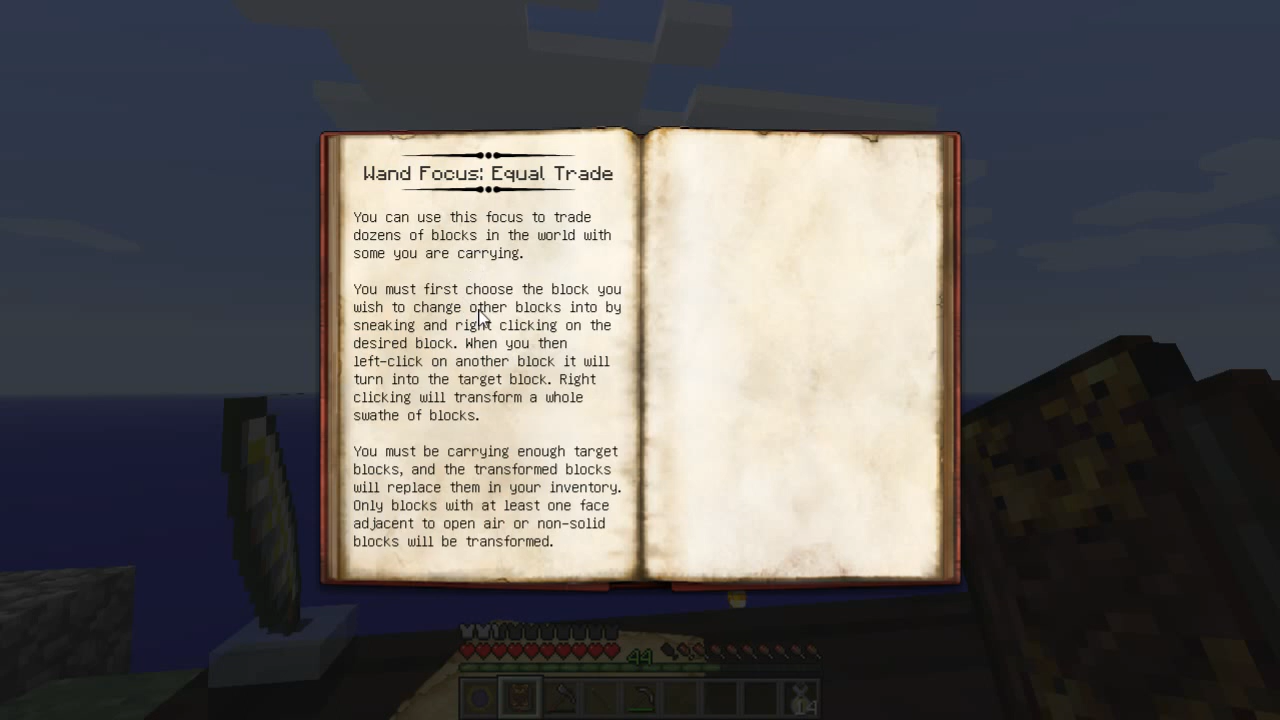 Wand Focus: Equal Trade
You can use this focus to trade
dozens of blocks in the world with
some you are carrying.
You must first choose the block you
wish to change other blocks into by
sneaking and right clicking on the
desired block. When you then
left-click on another block it will
turn into the target block. Right
clicking will transform a whole
swathe of blocks.
You must be carrying enough target
blocks, and the transformed blocks
will replace them in your inventory.
Only blocks with at least one face
adjacent to open air or non-solid
blocks will be transformed.
44
14